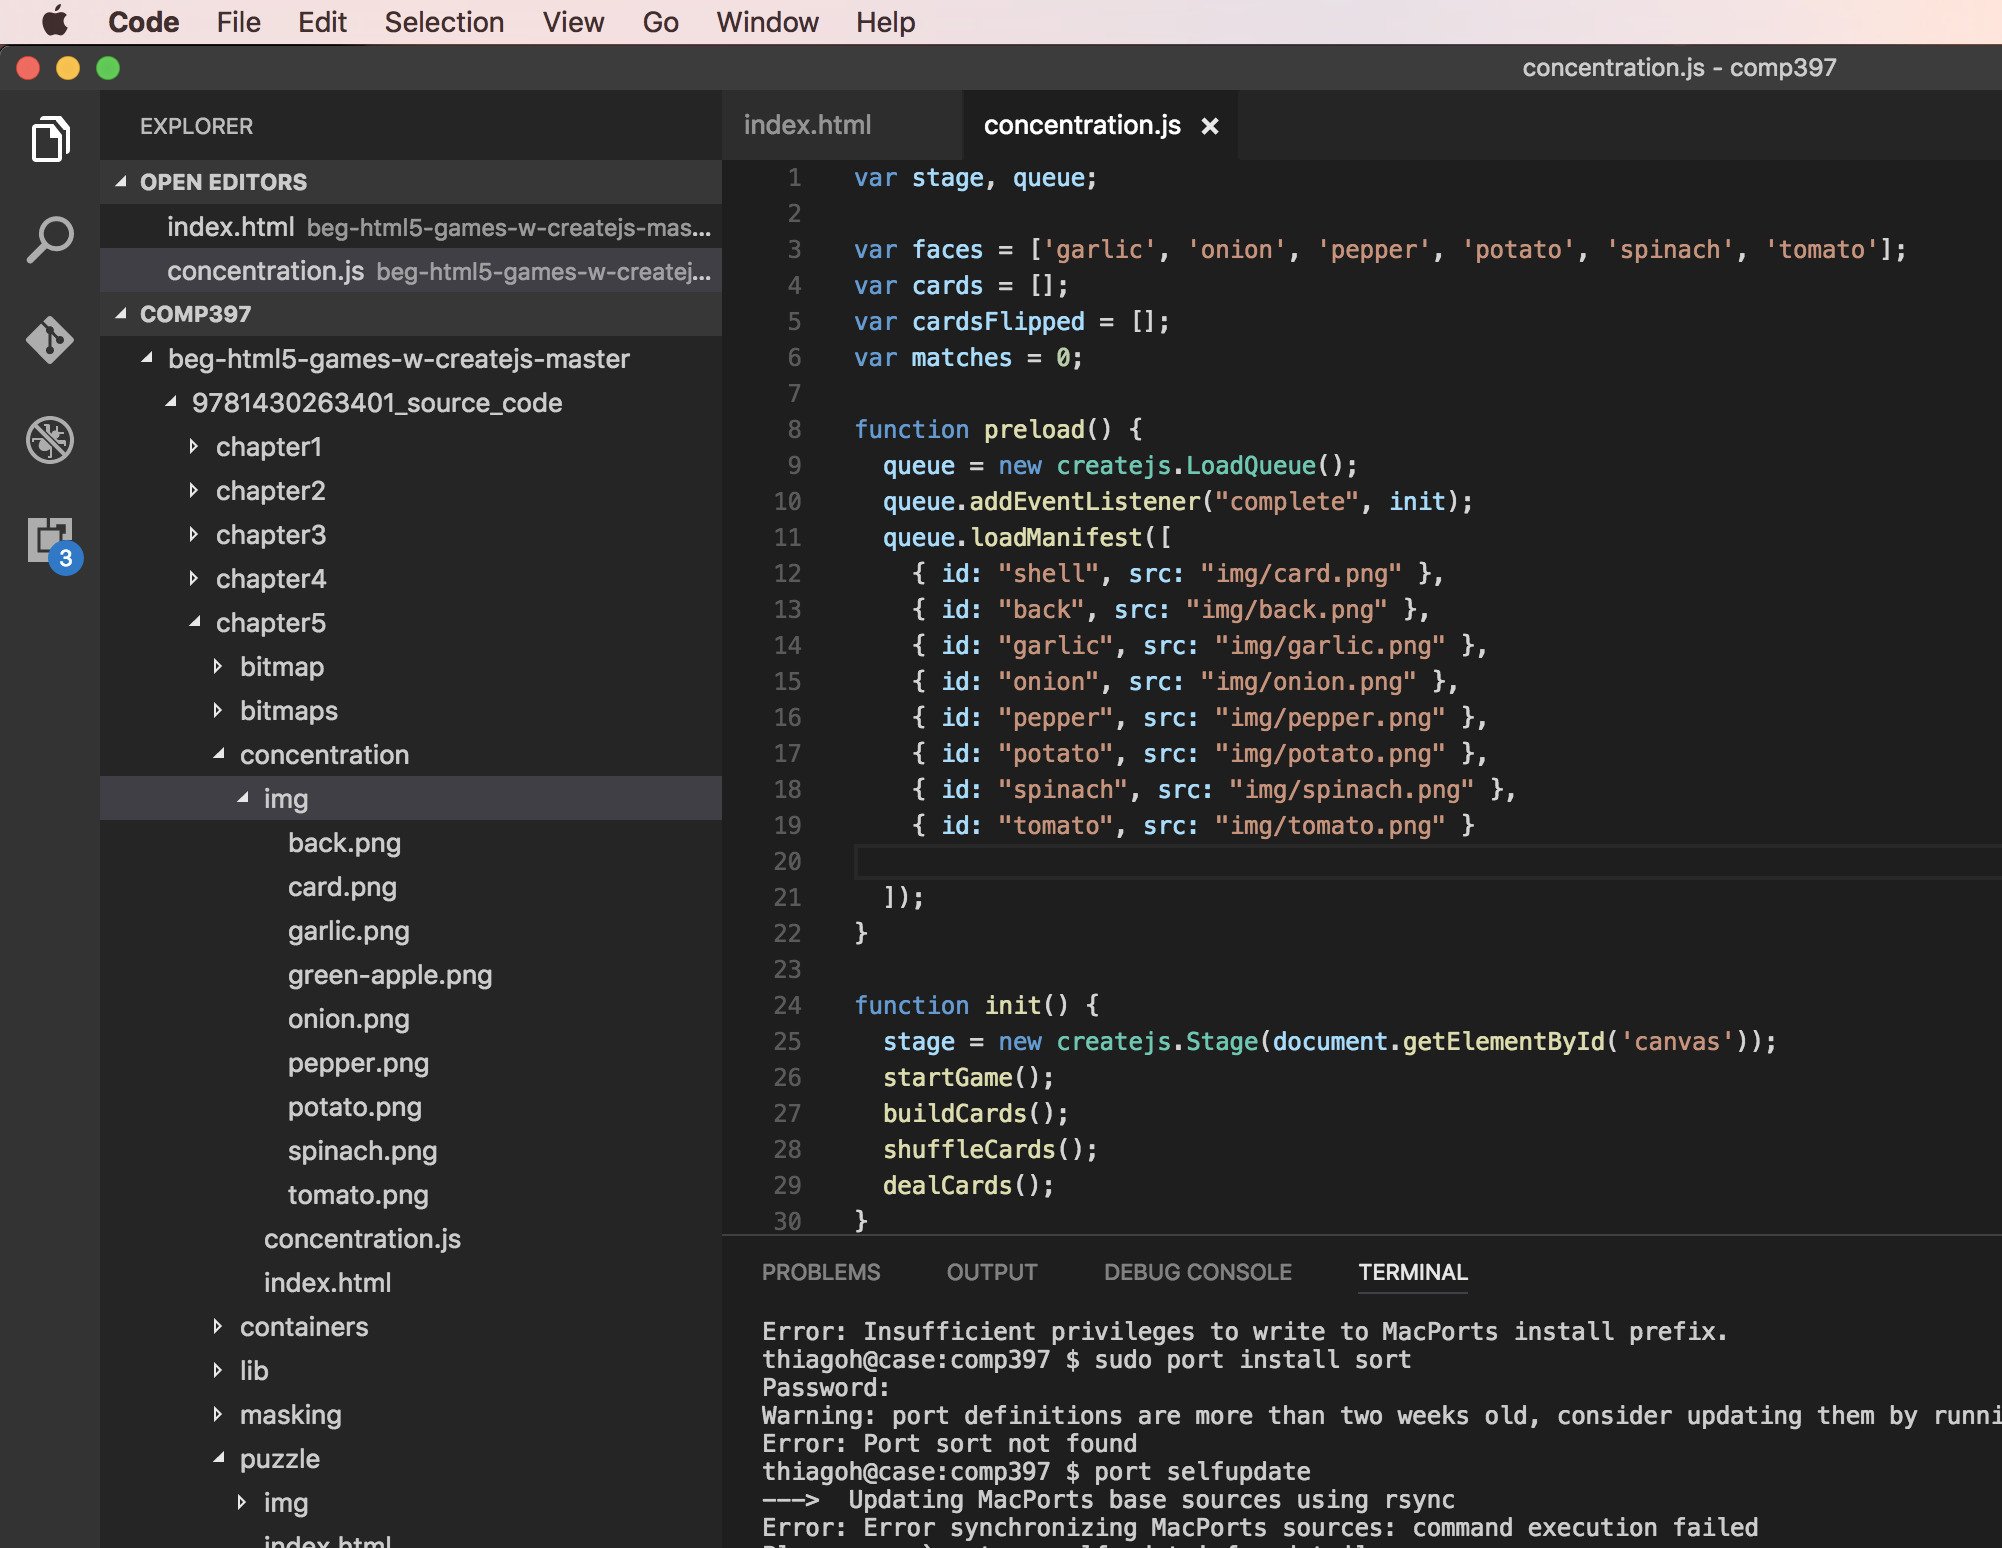 Code File Edit Selection View Go Window Help
concentration.js - comp397
EXPLORER
OPEN EDITORS
index.html beg-html5-games-w-createjs-mas...
concentration.js beg-html5-games-w-createj...
COMP397
beg-html5-games-w-createjs-master
9781430263401_source_code
chapter1
chapter2
chapter3
chapter4
chapter5
bitmap
bitmaps
concentration
img
back.png
card.png
garlic.png
green-apple.png
onion.png
pepper.png
potato.png
spinach.png
tomato.png
concentration.js
index.html
containers
lib
masking
puzzle
img
index.html
3
index.html concentration.js
1 var stage, queue;
2
3 var faces = ['garlic', 'onion', 'pepper', 'potato', 'spinach', 'tomato'];
4 var cards = [];
5 var cardsFlipped = [];
6 var matches = 0;
7
8 function preload() {
9 queue = new createjs.LoadQueue();
10 queue.addEventListener("complete", init);
11 queue.loadManifest([
12 { id: "shell", src: "img/card.png" },
13 { id: "back", src: "img/back.png" },
14 { id: "garlic", src: "img/garlic.png" },
15 { id: "onion", src: "img/onion.png" },
16 { id: "pepper", src: "img/pepper.png" },
17 { id: "potato", src: "img/potato.png" },
18 { id: "spinach", src: "img/spinach.png" },
19 { id: "tomato", src: "img/tomato.png" }
20
21 ]);
22 }
23
24 function init() {
25 stage = new createjs.Stage(document.getElementById('canvas'));
26 startGame();
27 buildCards();
28 shuffleCards();
29 dealCards();
30 }
PROBLEMS OUTPUT DEBUG CONSOLE TERMINAL
Error: Insufficient privileges to write to MacPorts install prefix.
thiagoh@case:comp397 $ sudo port install sort
Password:
Warning: port definitions are more than two weeks old, consider updating them by runni
Error: Port sort not found
thiagoh@case:comp397 $ port selfupdate
---> Updating MacPorts base sources using rsync
Error: Error synchronizing MacPorts sources: command execution failed